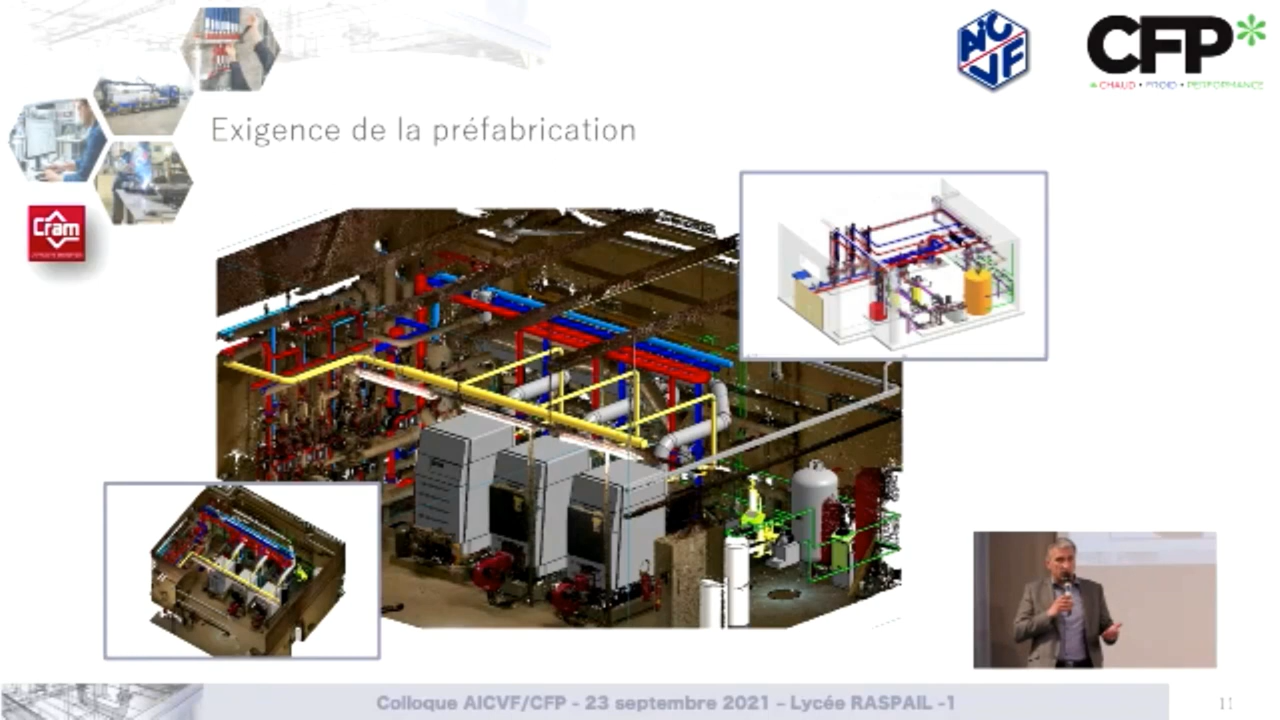 AICVF
CFP
CHAUD • FROID • PERFORMANCE
Exigence de la préfabrication
Cram
Colloque AICVF/CFP - 23 septembre 2021 - Lycée RASPAIL -1
11